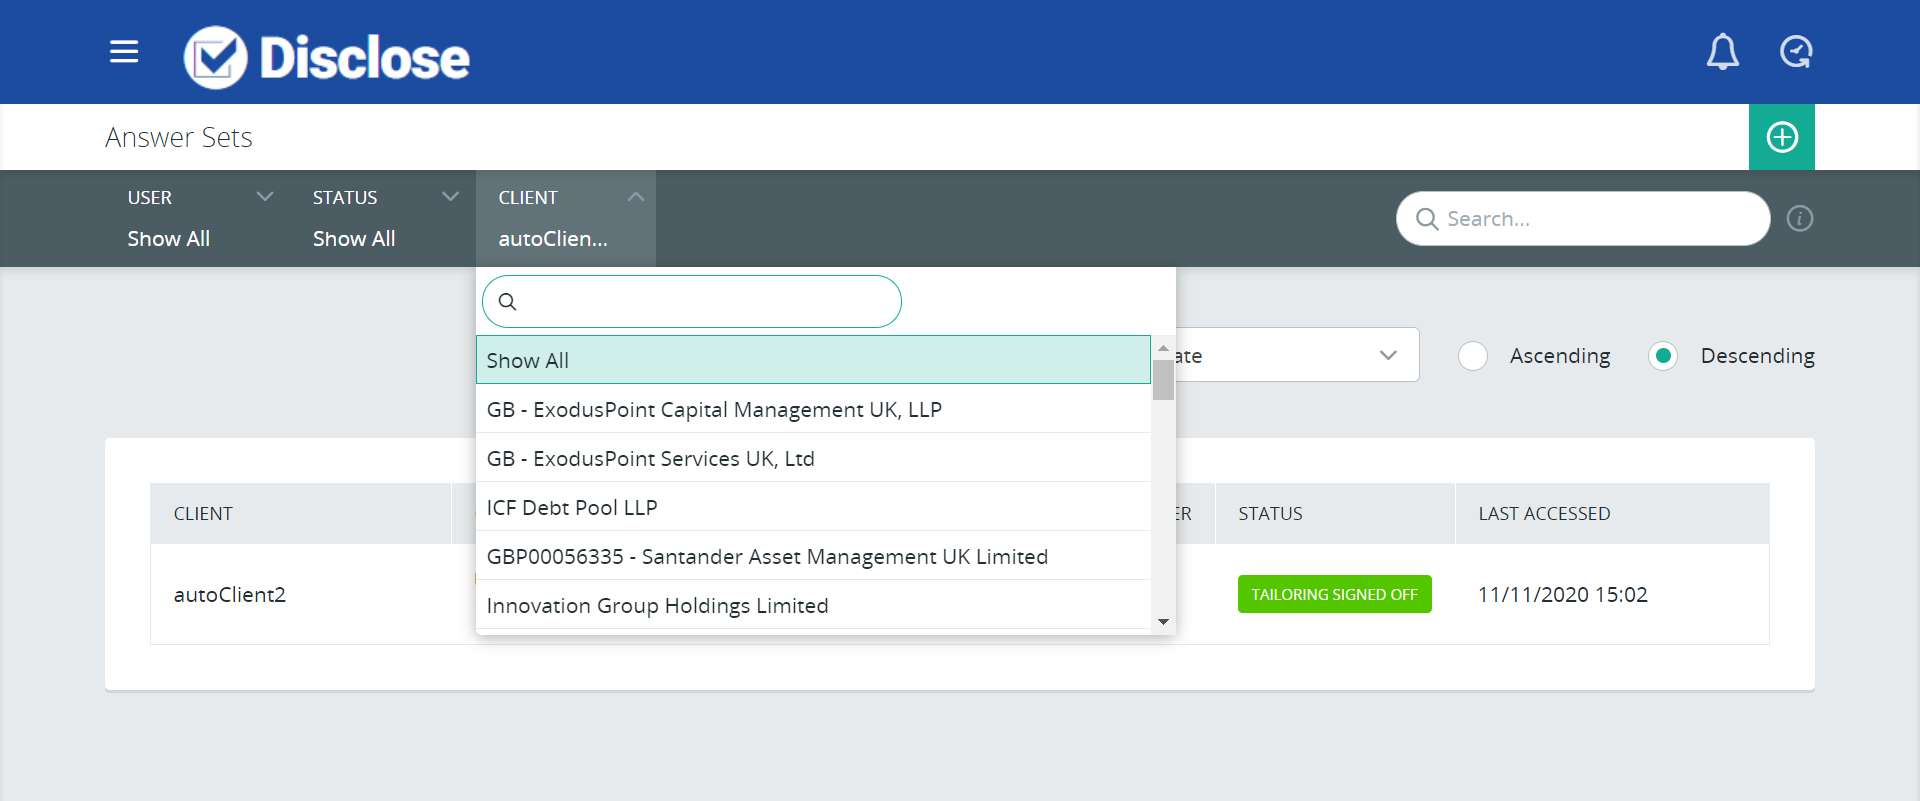 Disclose
Answer Sets
USER
Show All
STATUS
Show All
CLIENT
autoClien...
Search...
Show All
GB - ExodusPoint Capital Management UK, LLP
GB - ExodusPoint Services UK, Ltd
ICF Debt Pool LLP
GBP00056335 - Santander Asset Management UK Limited
Innovation Group Holdings Limited
ate
Ascending
Descending
CLIENT
ER
STATUS
LAST ACCESSED
autoClient2
TAILORING SIGNED OFF
11/11/2020 15:02